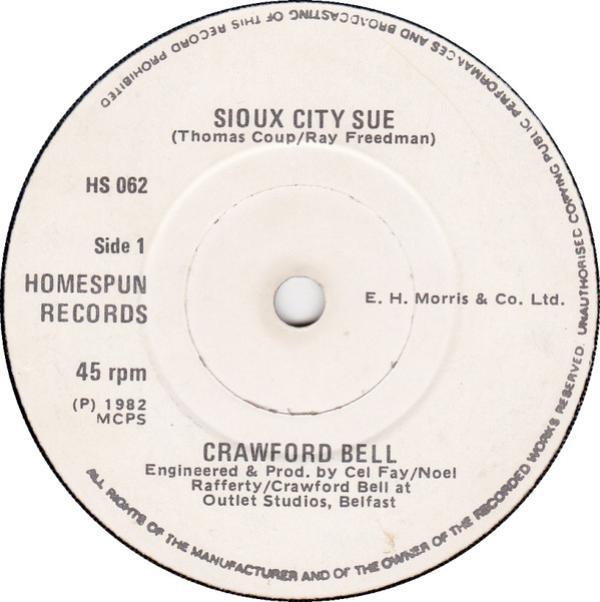 SIOUX CITY SUE
(Thomas Coup/Ray Freedman)
HS 062
Side 1
HOMESPUN
RECORDS
E. H. Morris & Co. Ltd.
45 rpm
(P) 1982
MCPS
CRAWFORD BELL
Engineered & Prod. by Cel Fay/Noel
Rafferty/Crawford Bell at
Outlet Studios, Belfast
ALL RIGHTS OF THE MANUFACTURER AND OF THE OWNER OF THE RECORDED WORKS RESERVED. UNAUTHORISED COPYING PUBLIC PERFORMANCES AND BROADCASTING OF THIS RECORD PROHIBITED